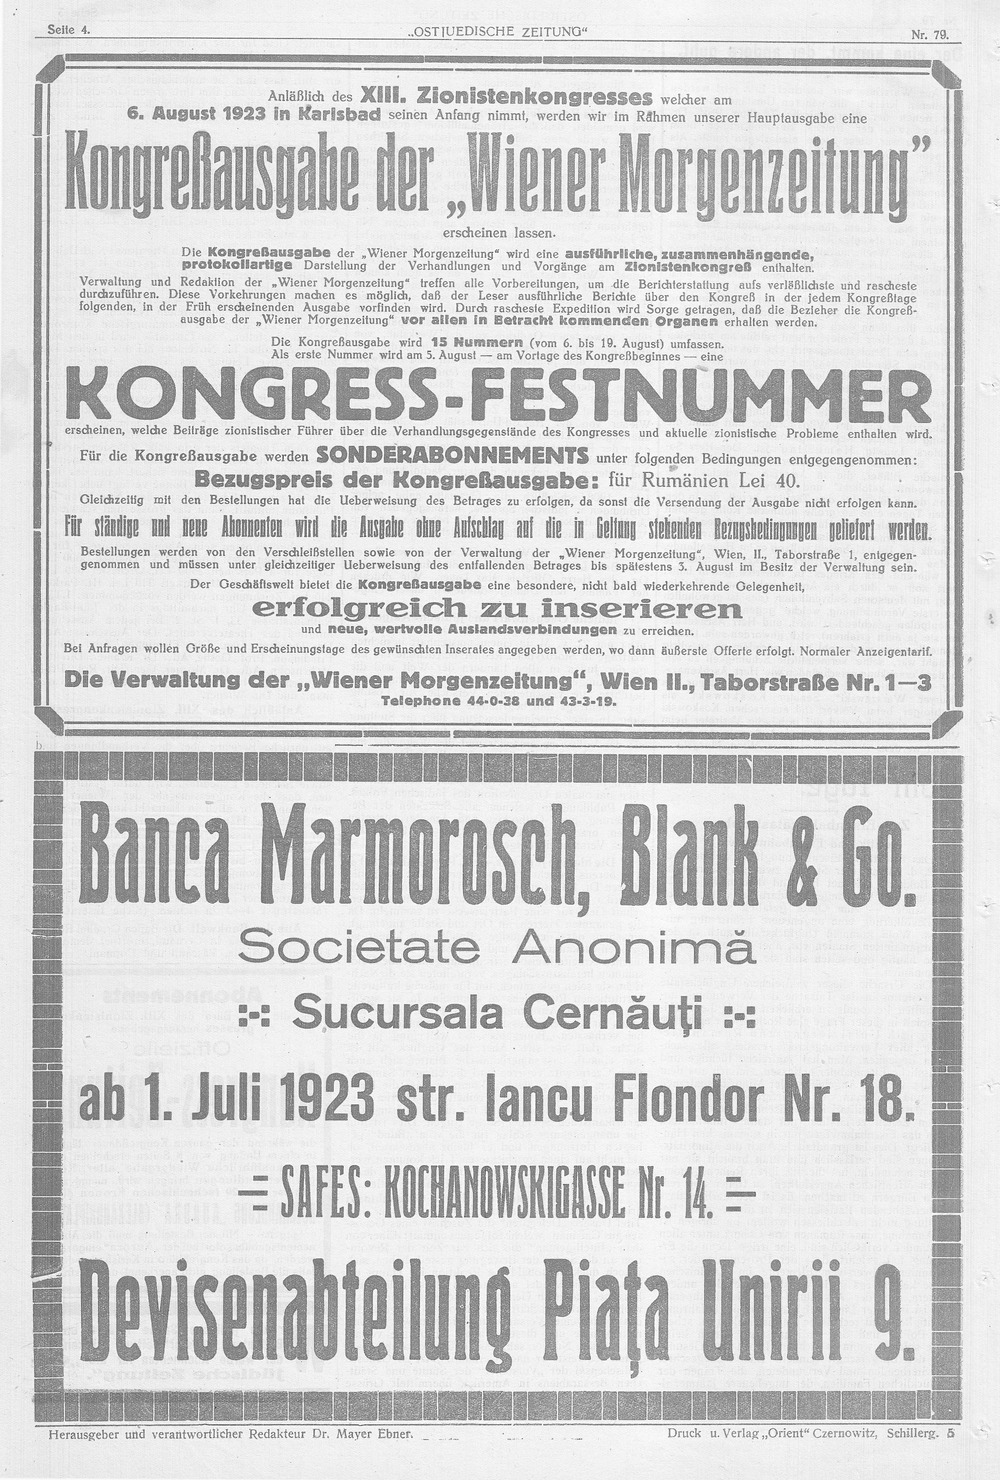 Seite 4.
„OSTJUEDISCHE ZEITUNG“
Nr. 79.
Anläßlich des XIII. Zionistenkongresses welcher am
6. August 1923 in Karlsbad seinen Anfang nimmt, werden wir im Rahmen unserer Hauptausgabe eine
Kongreßausgabe der „Wiener Morgenzeitung”
erscheinen lassen.
Die Kongreßausgabe der „Wiener Morgenzeitung“ wird eine ausführliche, zusammenhängende,
protokollartige Darstellung der Verhandlungen und Vorgänge am Zionistenkongreß enthalten.
Verwaltung und Redaktion der „Wiener Morgenzeitung“ treffen alle Vorbereitungen, um die Berichterstattung aufs verläßlichste und rascheste
durchzuführen. Diese Vorkehrungen machen es möglich, daß der Leser ausführliche Berichte über den Kongreß in der jedem Kongreßtage
folgenden, in der Früh erscheinenden Ausgabe vorfinden wird. Durch rascheste Expedition wird Sorge getragen, daß die Bezieher die Kongreß-
ausgabe der „Wiener Morgenzeitung“ vor allen in Betracht kommenden Organen erhalten werden.
Die Kongreßausgabe wird 15 Nummern (vom 6. bis 19. August) umfassen.
Als erste Nummer wird am 5. August — am Vortage des Kongreßbeginnes — eine
KONGRESS-FESTNUMMER
erscheinen, welche Beiträge zionistischer Führer über die Verhandlungsgegenstände des Kongresses und aktuelle zionistische Probleme enthalten wird.
Für die Kongreßausgabe werden SONDERABONNEMENTS unter folgenden Bedingungen entgegengenommen:
Bezugspreis der Kongreßausgabe: für Rumänien Lei 40.
Gleichzeitig mit den Bestellungen hat die Ueberweisung des Betrages zu erfolgen, da sonst die Versendung der Ausgabe nicht erfolgen kann.
Für ständige und neue Abonnenten wird die Ausgabe ohne Aufschlag auf die in Geltung stehenden Bezugsbedingungen geliefert werden.
Bestellungen werden von den Verschleißstellen sowie von der Verwaltung der „Wiener Morgenzeitung“, Wien, II., Taborstraße 1, entgegen-
genommen und müssen unter gleichzeitiger Ueberweisung des entfallenden Betrages bis spätestens 3. August im Besitz der Verwaltung sein.
Der Geschäftswelt bietet die Kongreßausgabe eine besondere, nicht bald wiederkehrende Gelegenheit,
erfolgreich zu inserieren
und neue, wertvolle Auslandsverbindungen zu erreichen.
Bei Anfragen wollen Größe und Erscheinungstage des gewünschten Inserates angegeben werden, wo dann äußerste Offerte erfolgt. Normaler Anzeigentarif.
Die Verwaltung der „Wiener Morgenzeitung“, Wien II., Taborstraße Nr. 1—3
Telephone 44-0-38 und 43-3-19.
Banca Marmorosch, Blank & Go.
Societate Anonimă
:-: Sucursala Cernăuți :-:
ab 1. Juli 1923 str. Iancu Flondor Nr. 18.
SAFES: KOCHANOWSKIGASSE Nr. 14.
Devisenabteilung Piața Unirii 9.
Herausgeber und verantwortlicher Redakteur Dr. Mayer Ebner.
Druck u. Verlag „Orient“ Czernowitz, Schillerg. 5